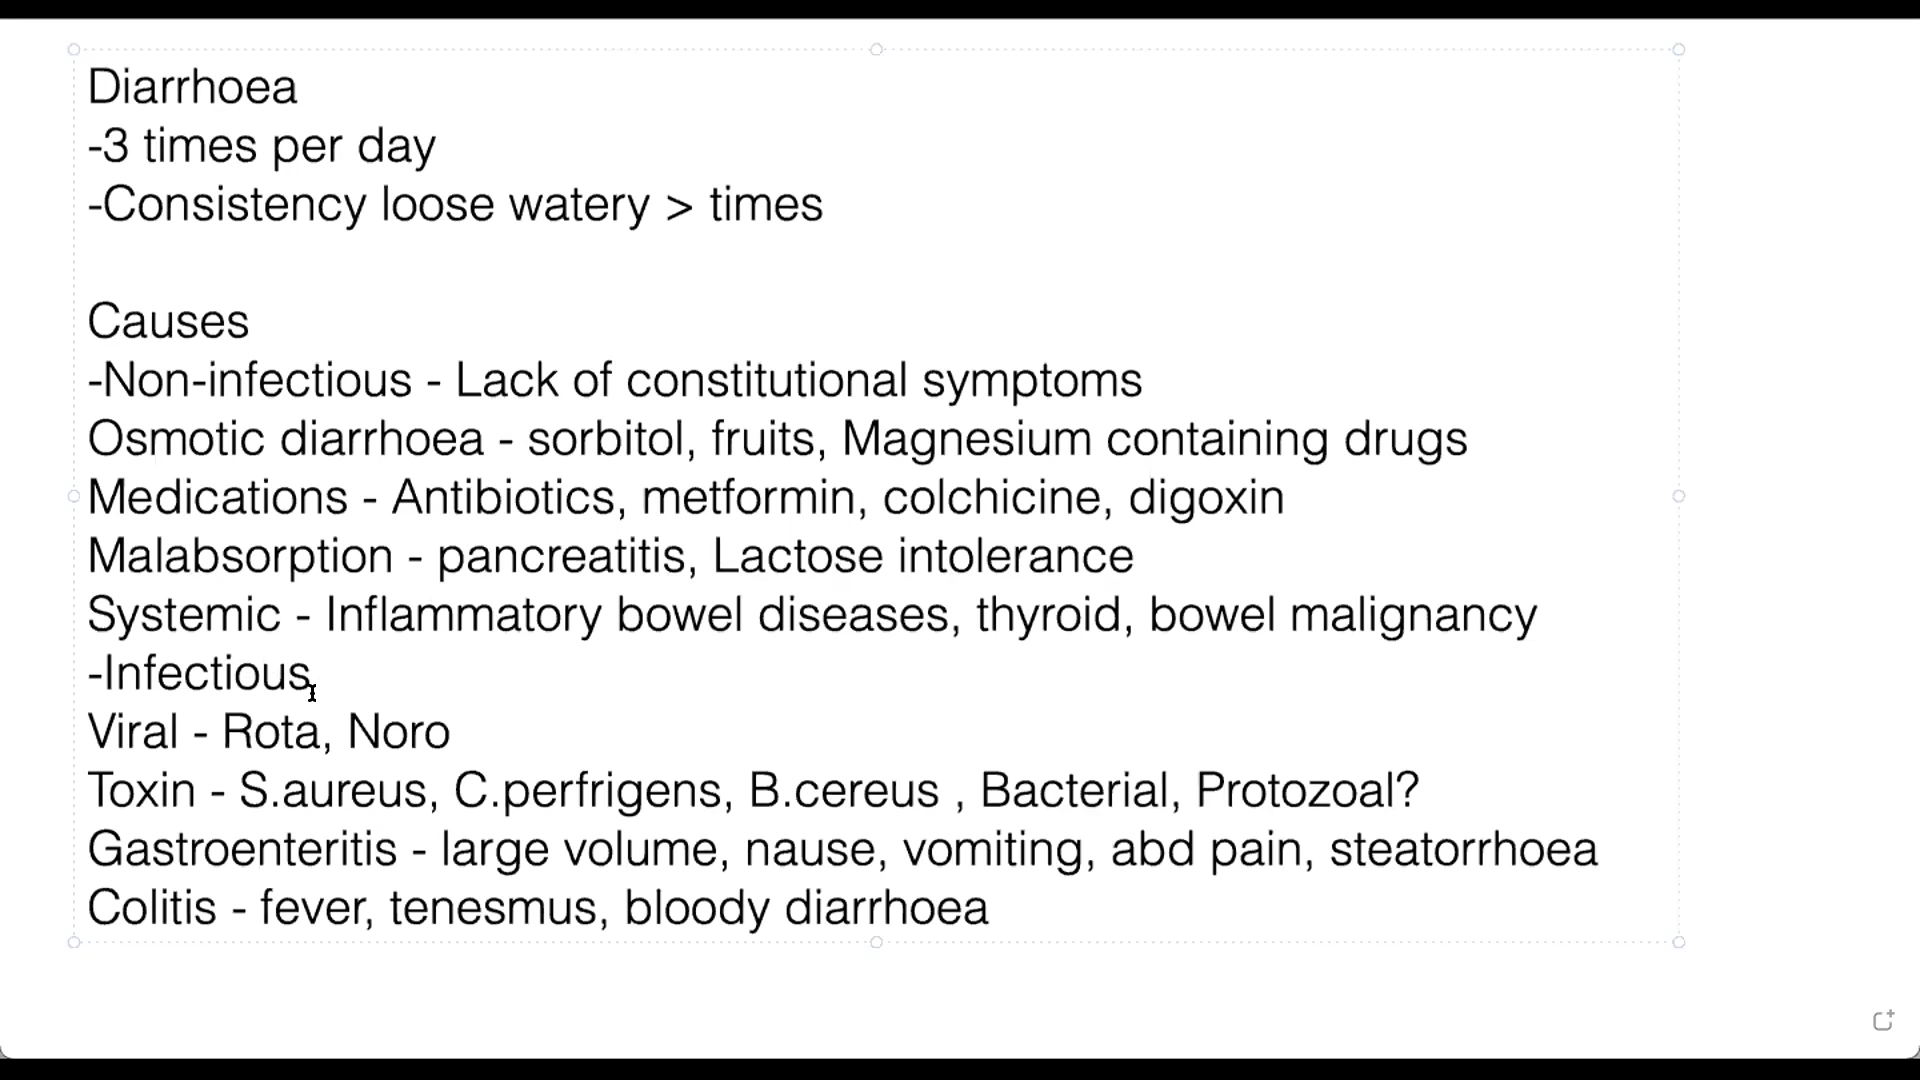 Diarrhoea
-3 times per day
-Consistency loose watery > times
Causes
-Non-infectious - Lack of constitutional symptoms
Osmotic diarrhoea - sorbitol, fruits, Magnesium containing drugs
Medications - Antibiotics, metformin, colchicine, digoxin
Malabsorption - pancreatitis, Lactose intolerance
Systemic - Inflammatory bowel diseases, thyroid, bowel malignancy
-Infectious
Viral - Rota, Noro
Toxin - S.aureus, C.perfrigens, B.cereus , Bacterial, Protozoal?
Gastroenteritis - large volume, nause, vomiting, abd pain, steatorrhoea
Colitis - fever, tenesmus, bloody diarrhoea